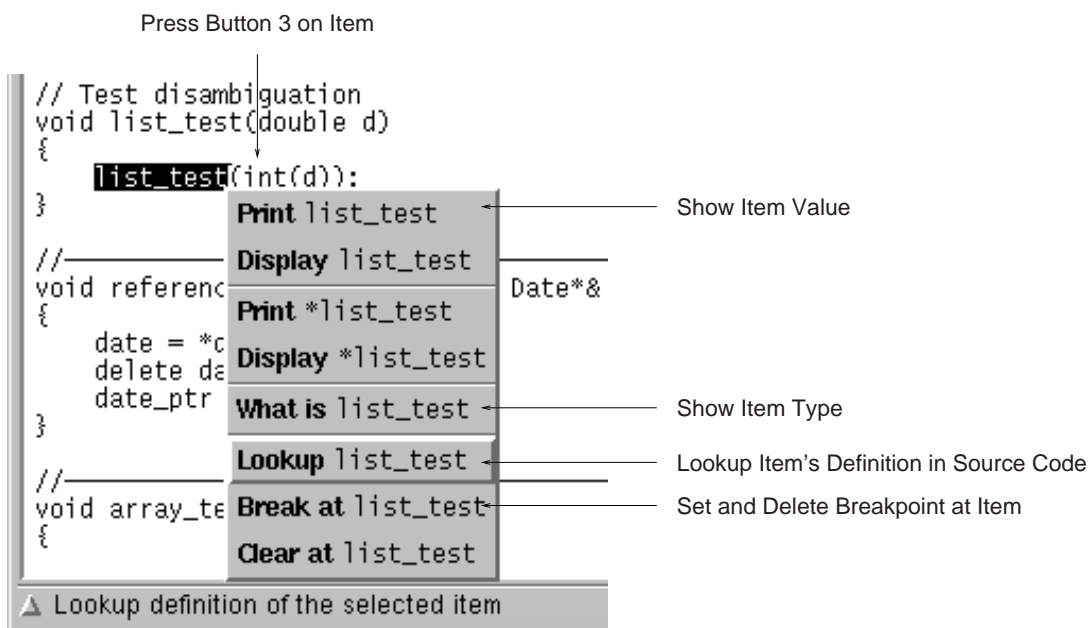 Press Button 3 on Item
// Test disambiguation
void list_test(double d)
{
list_test(int(d));
}
Print list_test
Show Item Value
Display list_test
//
void referenc
Date*&
{
Print *list_test
date = *d
Display *list_test
delete da
date_ptr
What is list_test
Show Item Type
}
Lookup list_test
Lookup Item's Definition in Source Code
//
void array_te
Break at list_test
Set and Delete Breakpoint at Item
{
Clear at list_test
Lookup definition of the selected item